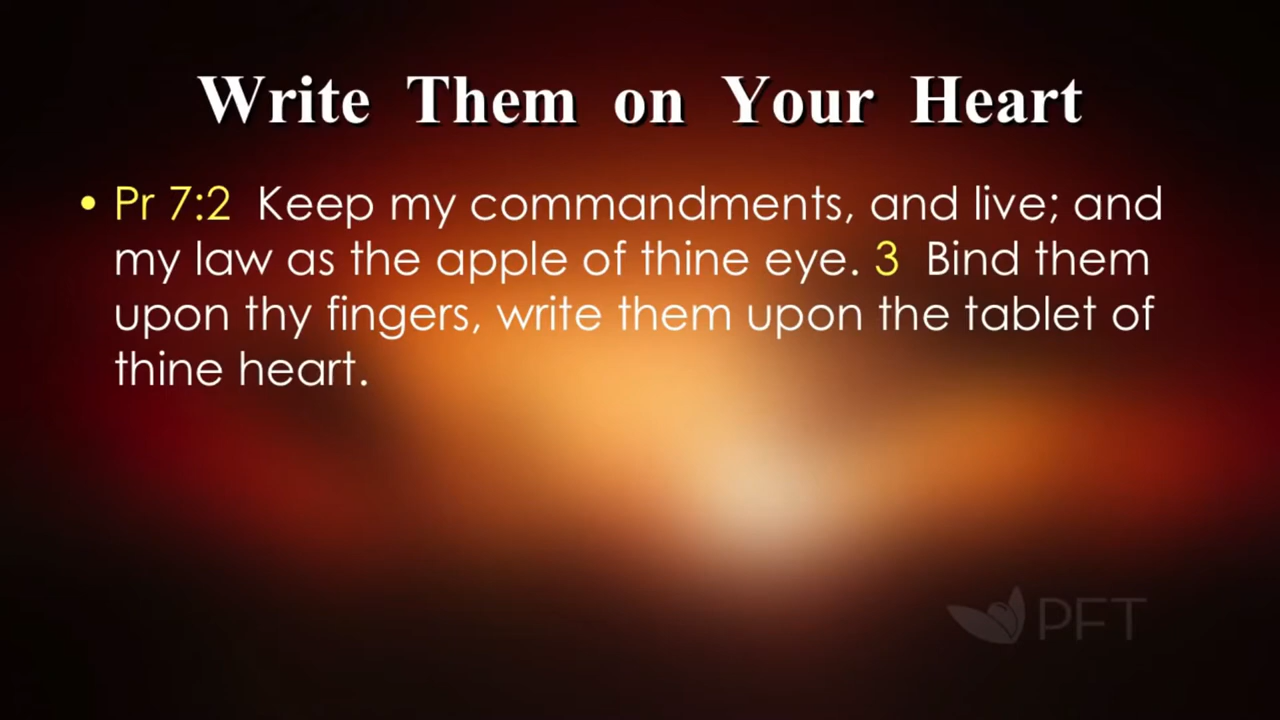 Write Them on Your Heart
• Pr 7:2 Keep my commandments, and live; and
my law as the apple of thine eye. 3 Bind them
upon thy fingers, write them upon the tablet of
thine heart.
PFT